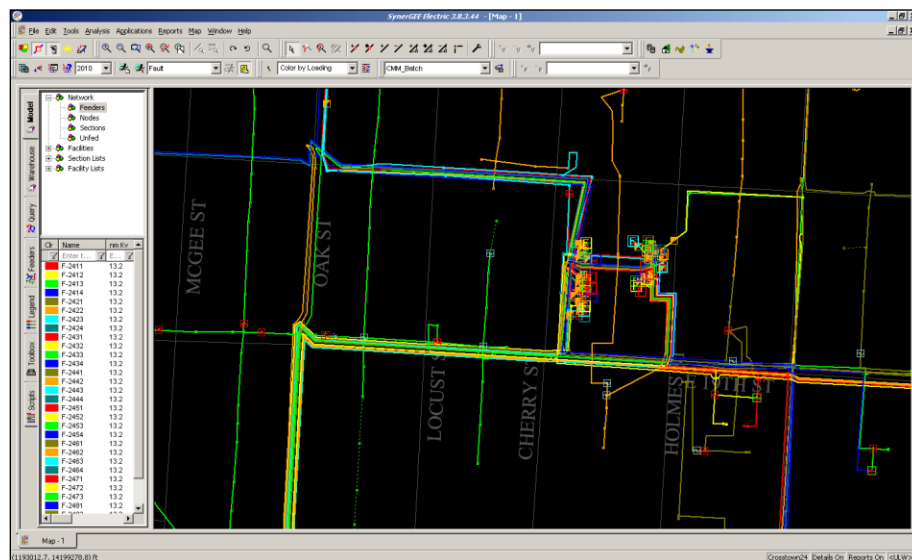 SynerGEE Electric 3.8.3.44 - [Map - 1]
File Edit Tools Analysis Applications Reports Map Window Help
2010 Fault Color by Loading CMM_Batch
Model
Warehouse
Query
Feeders
Legend
Toolbox
Scripts
Network
Feeders
Nodes
Sections
Unfed
Facilities
Section Lists
Facility Lists
Clr Name nm Kv
Enter t... E...
F-2411 13.2
F-2412 13.2
F-2413 13.2
F-2414 13.2
F-2421 13.2
F-2422 13.2
F-2423 13.2
F-2424 13.2
F-2431 13.2
F-2432 13.2
F-2433 13.2
F-2434 13.2
F-2441 13.2
F-2442 13.2
F-2443 13.2
F-2444 13.2
F-2451 13.2
F-2452 13.2
F-2453 13.2
F-2454 13.2
F-2461 13.2
F-2462 13.2
F-2463 13.2
F-2464 13.2
F-2471 13.2
F-2472 13.2
F-2473 13.2
F-2481 13.2
MCGEE ST
OAK ST
LOCUST S
CHERRY ST
HOLMES
19TH ST
Map - 1
(1193012.7, 14199278.8) ft
Crosstown24 Details On Reports On <ULW>